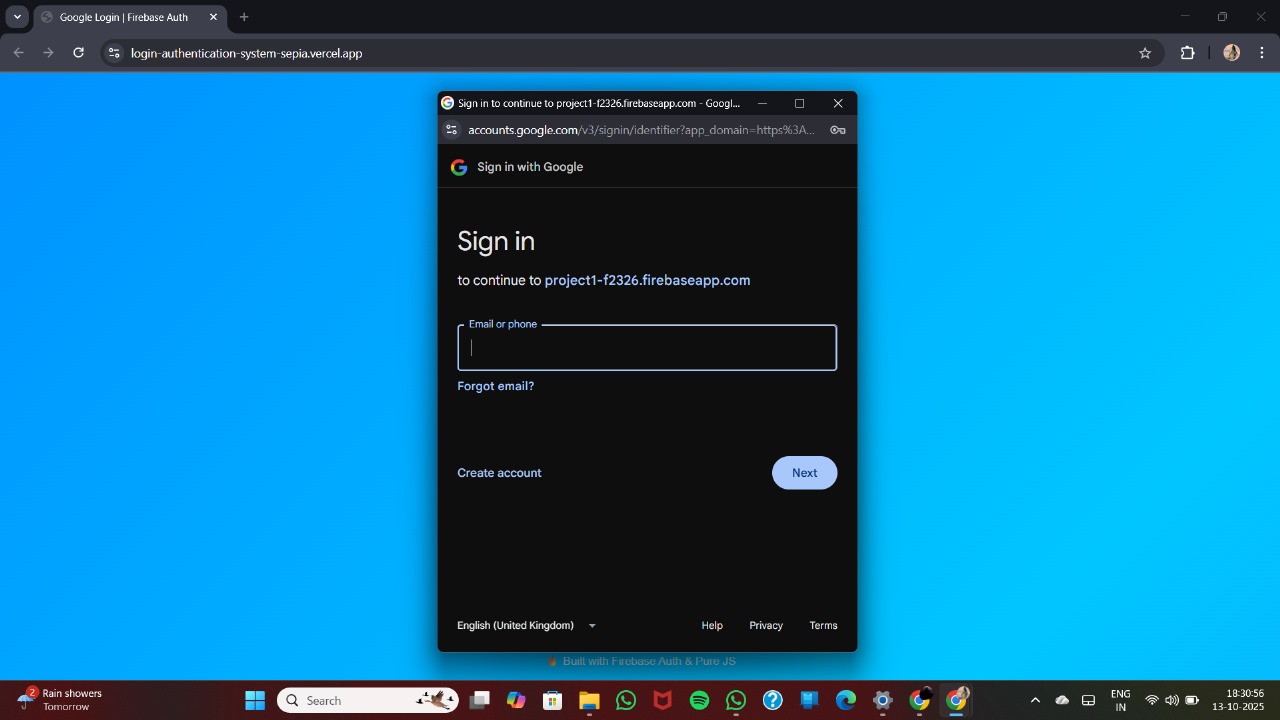 Google Login | Firebase Auth
login-authentication-system-sepia.vercel.app
Sign in to continue to project1-f2326.firebaseapp.com - Googl...
accounts.google.com/v3/signin/identifier?app_domain=https%3A...
Sign in with Google
Sign in
to continue to project1-f2326.firebaseapp.com
Email or phone
Forgot email?
Create account
Next
English (United Kingdom)
Help
Privacy
Terms
Built with Firebase Auth & Pure JS
2
Rain showers
Tomorrow
Search
ENG
IN
18:30:56
13-10-2025